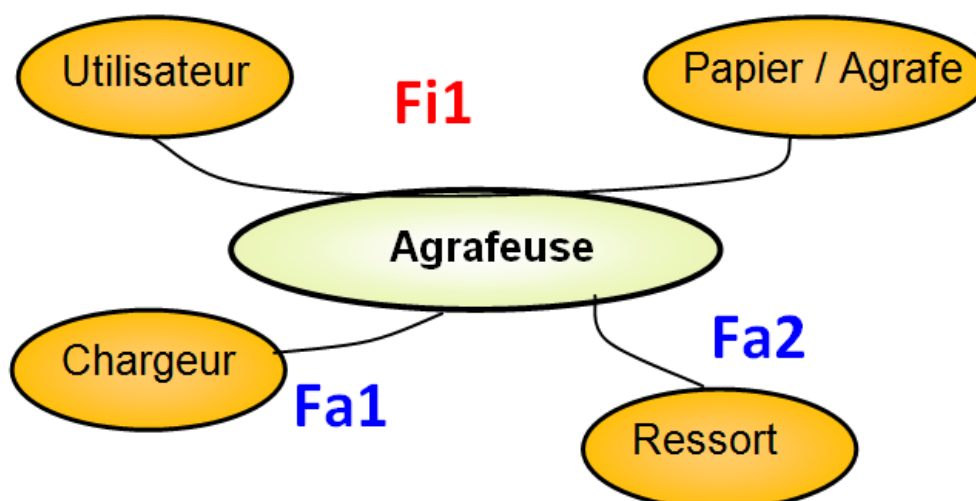 Utilisateur
Papier / Agrafe
Fi1
Agrafeuse
Chargeur
Fa1
Fa2
Ressort